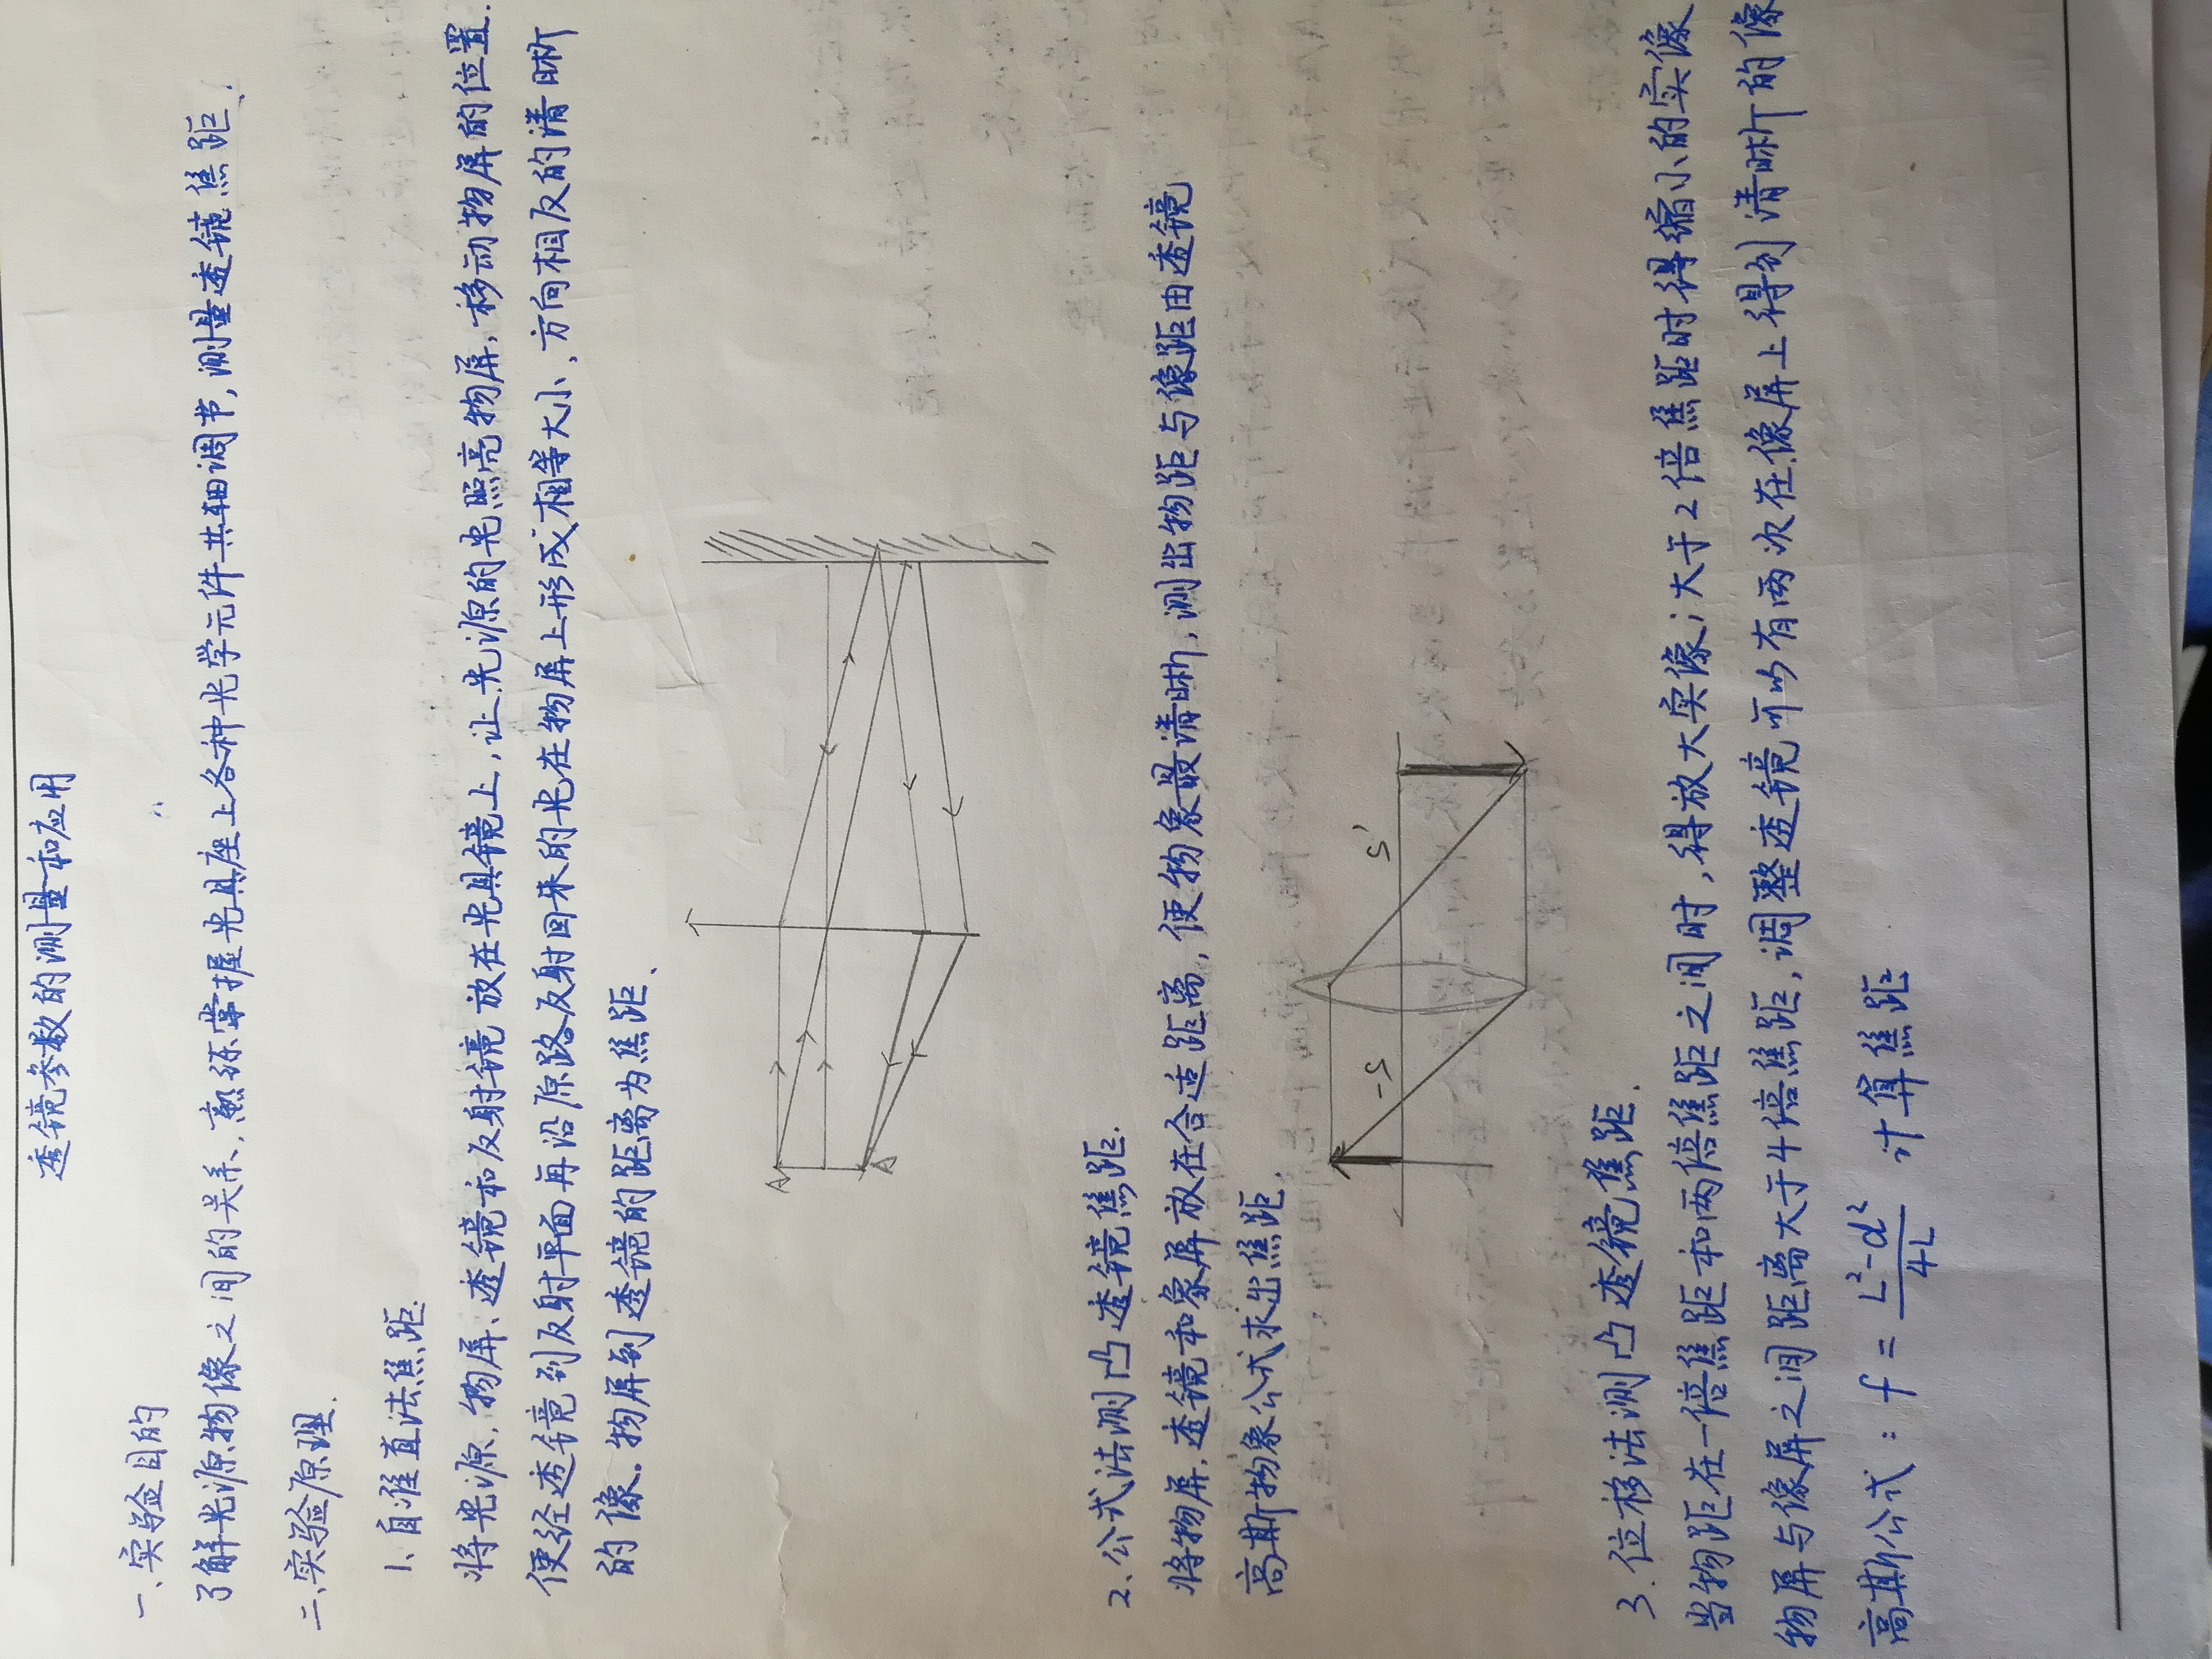 透镜参数的测量和应用
一、实验目的
了解光源物像之间的关系,熟练掌握光具座上各种光学元件共轴调节,测量透镜焦距、
二、实验原理.
1、自准直法焦距.
将光源,物屏、透镜和反射镜放在光具镜上,让光源的光照亮物屏,移动物屏的位置.
便经透镜到反射平面再沿原路反射回来的光在物屏上形成相等大小,方向相反的清晰
的像。物屏到透镜的距离为焦距、
A
A
2、公式法测凸透镜焦距.
将物屏,透镜和象屏放在合适距离,便物象最清晰,测出物距与像距由透镜
高斯物象公式求出焦距.
-S S'
3.位移法测凸透镜焦距.
当物距在一倍焦距和两倍焦距之间时,得放大实像;大于2倍焦距时得缩小的实像
物屏与像屏之间距离大于4倍焦距,调整透镜可以有两次在像屏上得到清晰的像
高斯公式:f = \frac{L²-d²}{4L} 计算焦距